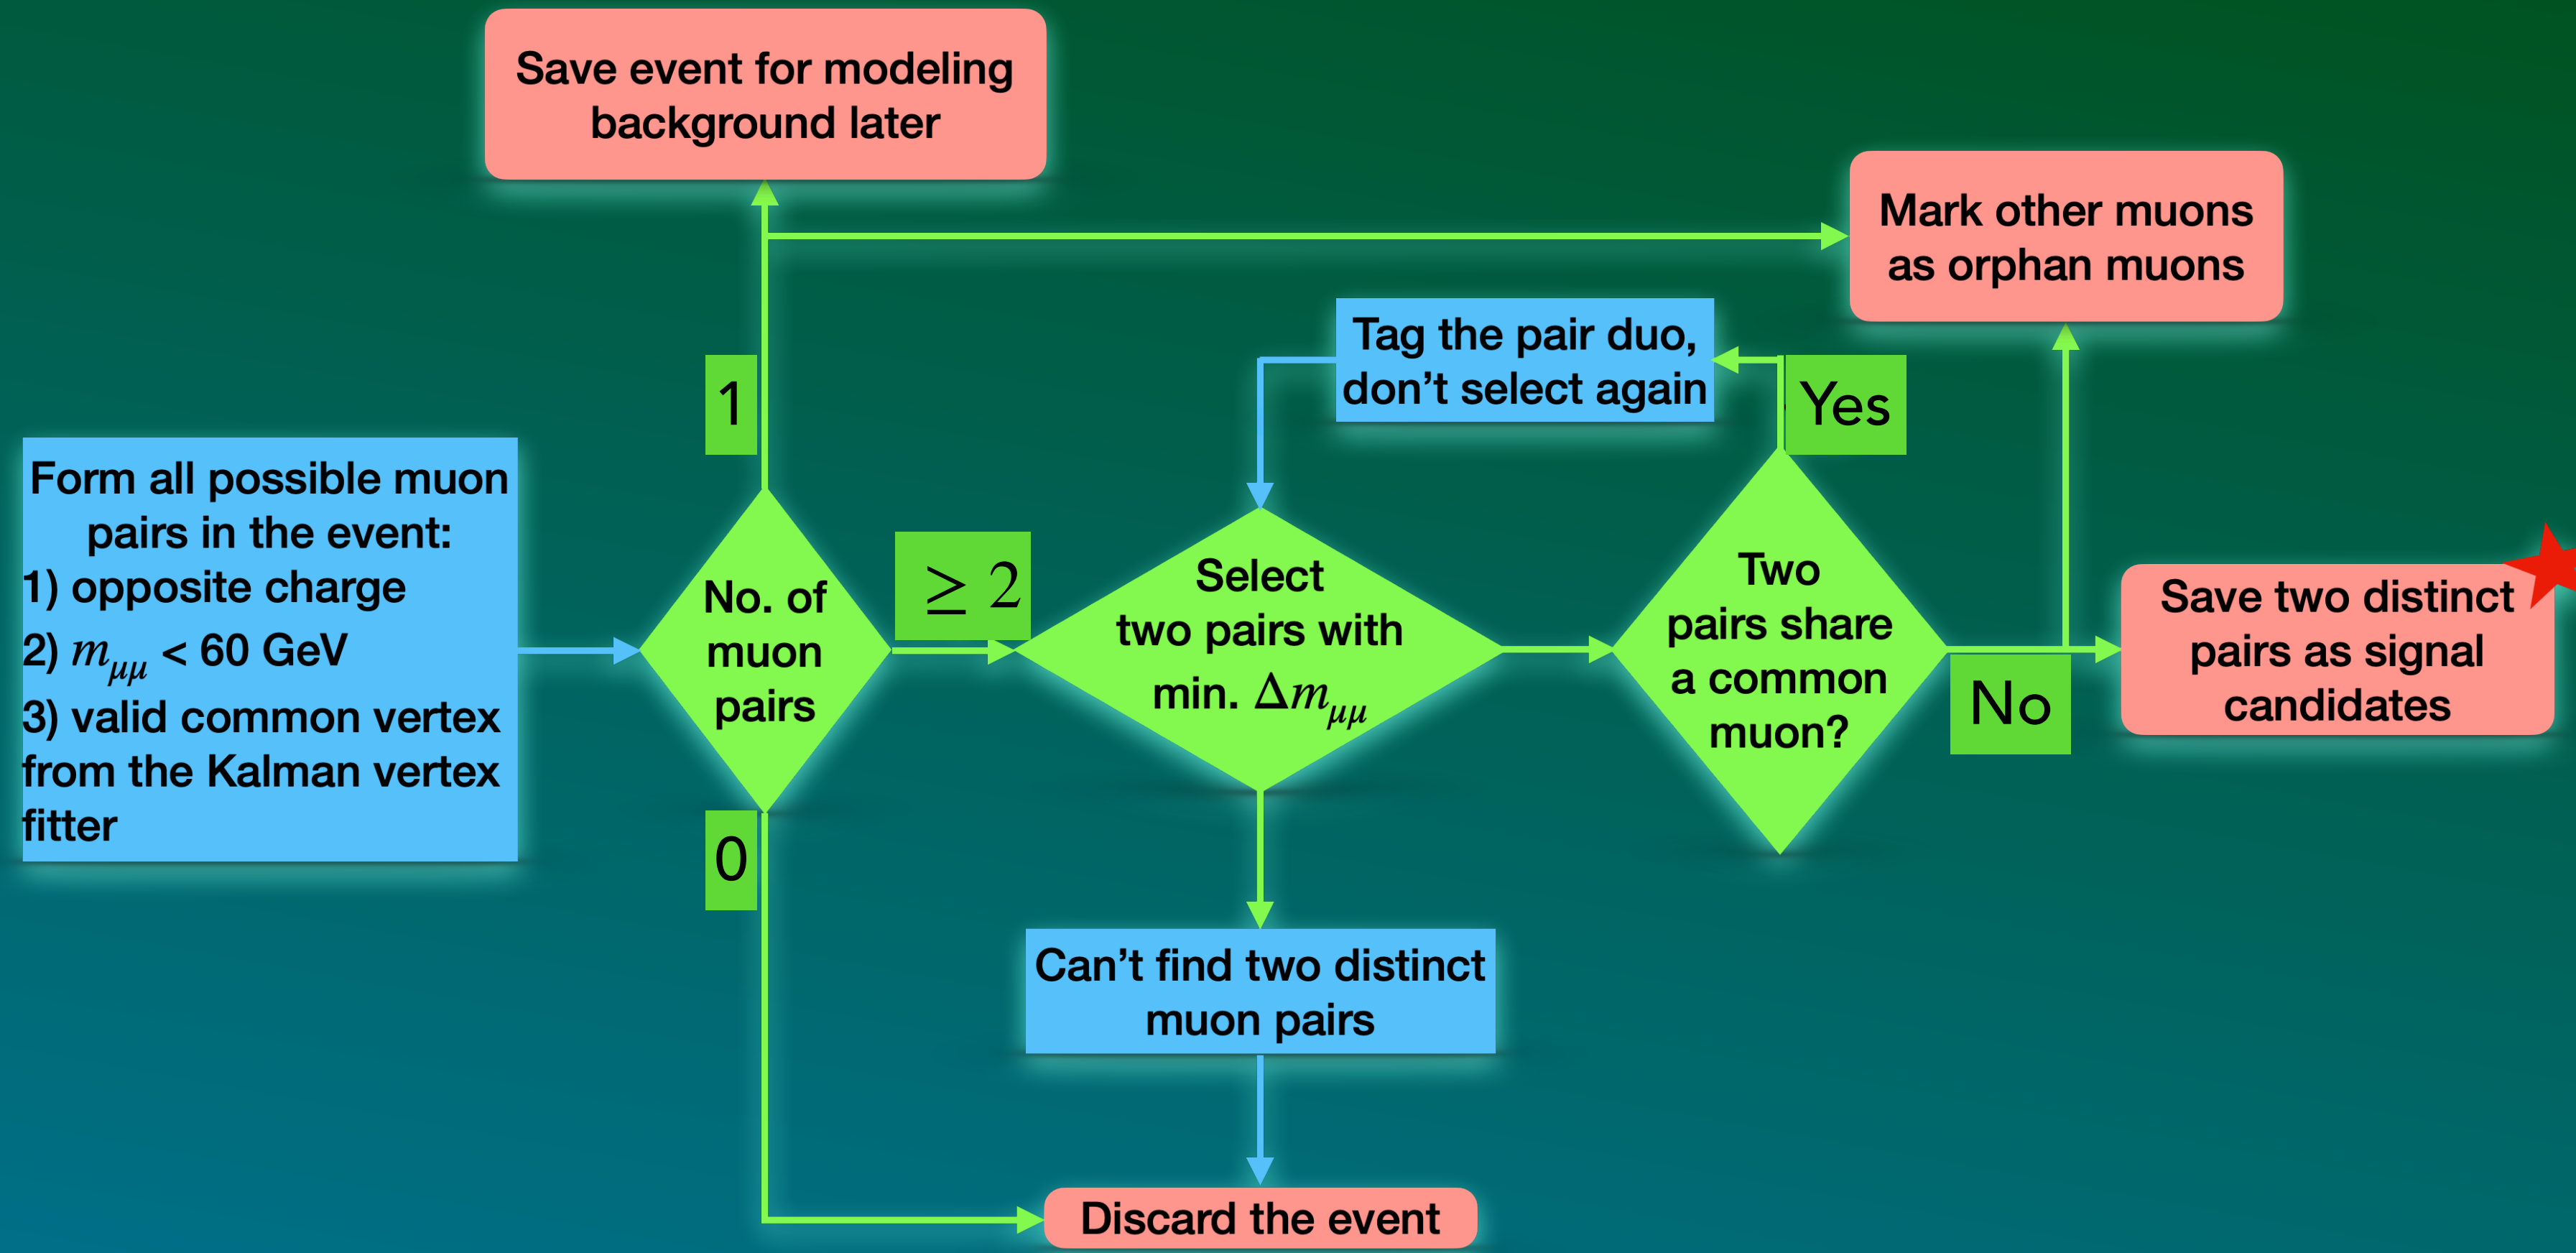 Save event for modeling
background later
Mark other muons
as orphan muons
Tag the pair duo,
don’t select again
Yes
1
Form all possible muon
pairs in the event:
1) opposite charge
2) m_μμ < 60 GeV
3) valid common vertex
from the Kalman vertex
fitter
No. of
muon
pairs
≥ 2
Select
two pairs with
min. Δm_μμ
Two
pairs share
a common
muon?
No
Save two distinct
pairs as signal
candidates
0
Can’t find two distinct
muon pairs
Discard the event